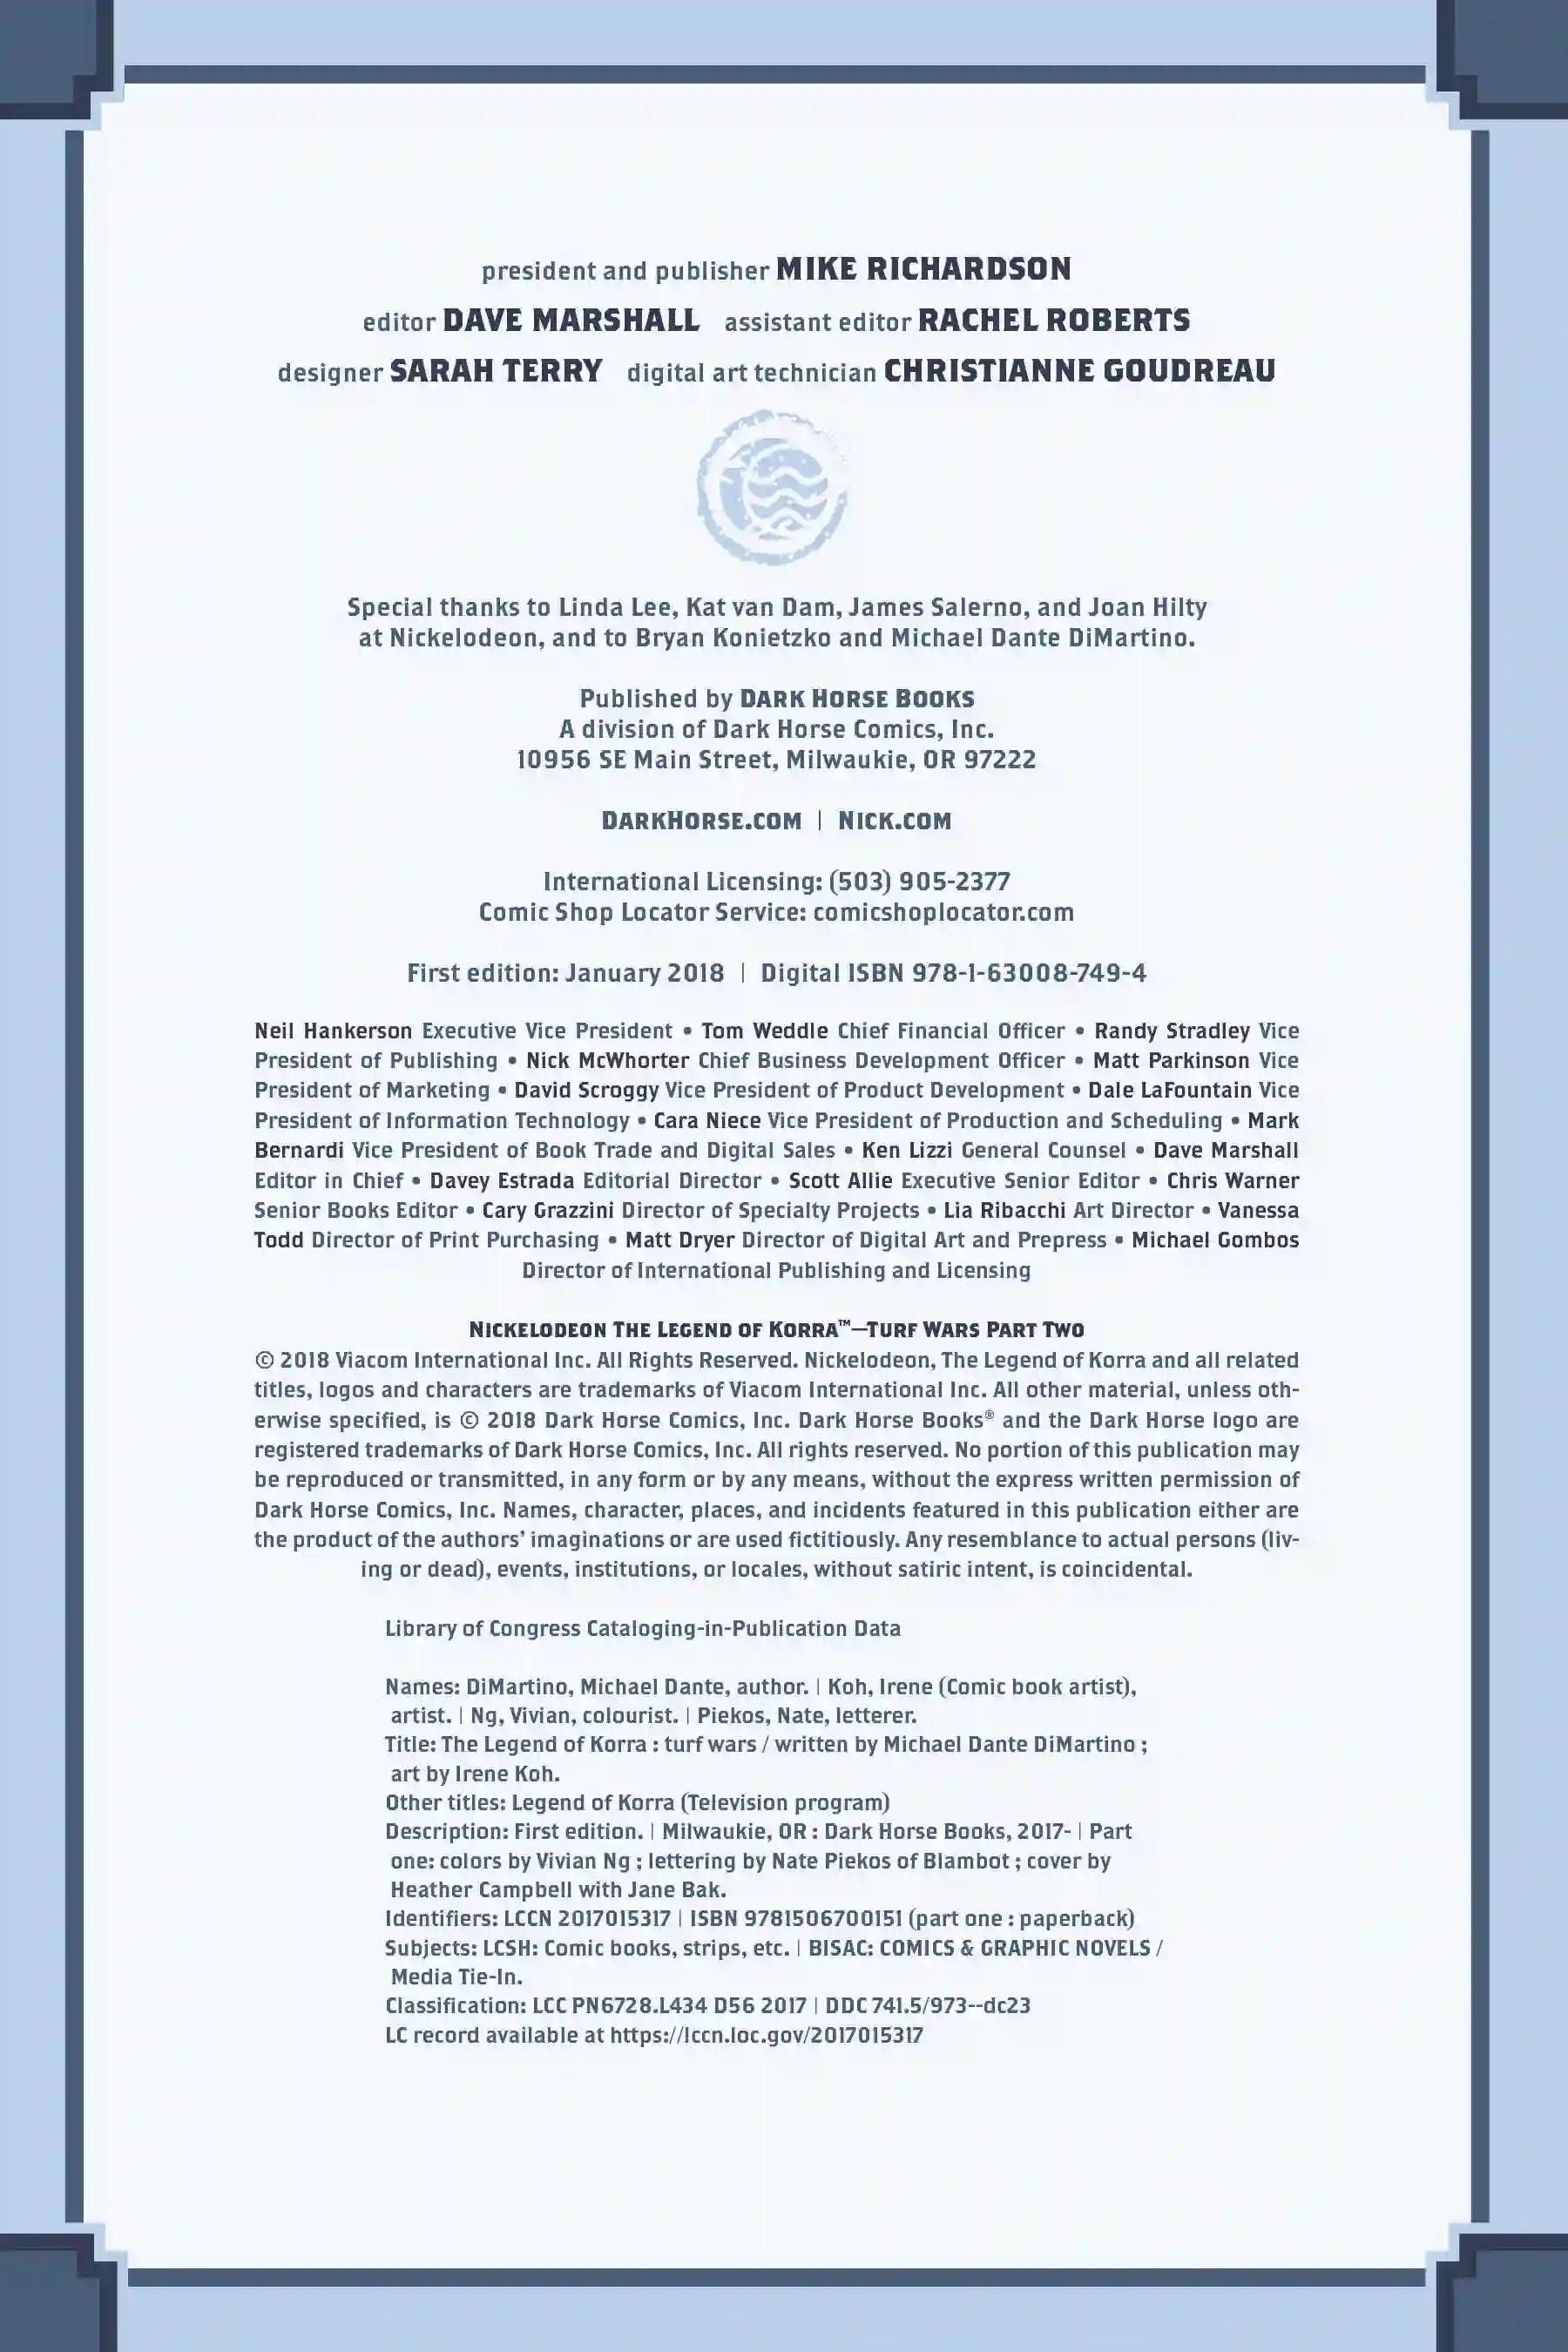 president and publisher MIKE RICHARDSON
editor DAVE MARSHALL assistant editor RACHEL ROBERTS
designer SARAH TERRY digital art technician CHRISTIANNE GOUDREAU
Special thanks to Linda Lee, Kat van Dam, James Salerno, and Joan Hilty
at Nickelodeon, and to Bryan Konietzko and Michael Dante DiMartino.
Published by DARK HORSE BOOKS
A division of Dark Horse Comics, Inc.
10956 SE Main Street, Milwaukie, OR 97222
DARKHORSE.COM | NICK.COM
International Licensing: (503) 905-2377
Comic Shop Locator Service: comicshoplocator.com
First edition: January 2018 | Digital ISBN 978-1-63008-749-4
Neil Hankerson Executive Vice President • Tom Weddle Chief Financial Officer • Randy Stradley Vice
President of Publishing • Nick McWhorter Chief Business Development Officer • Matt Parkinson Vice
President of Marketing • David Scroggy Vice President of Product Development • Dale LaFountain Vice
President of Information Technology • Cara Niece Vice President of Production and Scheduling • Mark
Bernardi Vice President of Book Trade and Digital Sales • Ken Lizzi General Counsel • Dave Marshall
Editor in Chief • Davey Estrada Editorial Director • Scott Allie Executive Senior Editor • Chris Warner
Senior Books Editor • Cary Grazzini Director of Specialty Projects • Lia Ribacchi Art Director • Vanessa
Todd Director of Print Purchasing • Matt Dryer Director of Digital Art and Prepress • Michael Gombos
Director of International Publishing and Licensing
NICKELODEON THE LEGEND OF KORRA™—TURF WARS PART TWO
© 2018 Viacom International Inc. All Rights Reserved. Nickelodeon, The Legend of Korra and all related
titles, logos and characters are trademarks of Viacom International Inc. All other material, unless oth-
erwise specified, is © 2018 Dark Horse Comics, Inc. Dark Horse Books® and the Dark Horse logo are
registered trademarks of Dark Horse Comics, Inc. All rights reserved. No portion of this publication may
be reproduced or transmitted, in any form or by any means, without the express written permission of
Dark Horse Comics, Inc. Names, character, places, and incidents featured in this publication either are
the product of the authors’ imaginations or are used fictitiously. Any resemblance to actual persons (liv-
ing or dead), events, institutions, or locales, without satiric intent, is coincidental.
Library of Congress Cataloging-in-Publication Data
Names: DiMartino, Michael Dante, author. | Koh, Irene (Comic book artist),
artist. | Ng, Vivian, colourist. | Piekos, Nate, letterer.
Title: The Legend of Korra : turf wars / written by Michael Dante DiMartino ;
art by Irene Koh.
Other titles: Legend of Korra (Television program)
Description: First edition. | Milwaukie, OR : Dark Horse Books, 2017- | Part
one: colors by Vivian Ng ; lettering by Nate Piekos of Blambot ; cover by
Heather Campbell with Jane Bak.
Identifiers: LCCN 2017015317 | ISBN 9781506700151 (part one : paperback)
Subjects: LCSH: Comic books, strips, etc. | BISAC: COMICS & GRAPHIC NOVELS /
Media Tie-In.
Classification: LCC PN6728.L434 D56 2017 | DDC 741.5/973--dc23
LC record available at https://lccn.loc.gov/2017015317